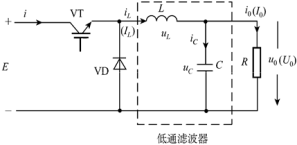 + i VT i_L L i_0(I_0)
(I_L) u_L i_C
E VD u_C C R u_0(U_0)
−
低通滤波器